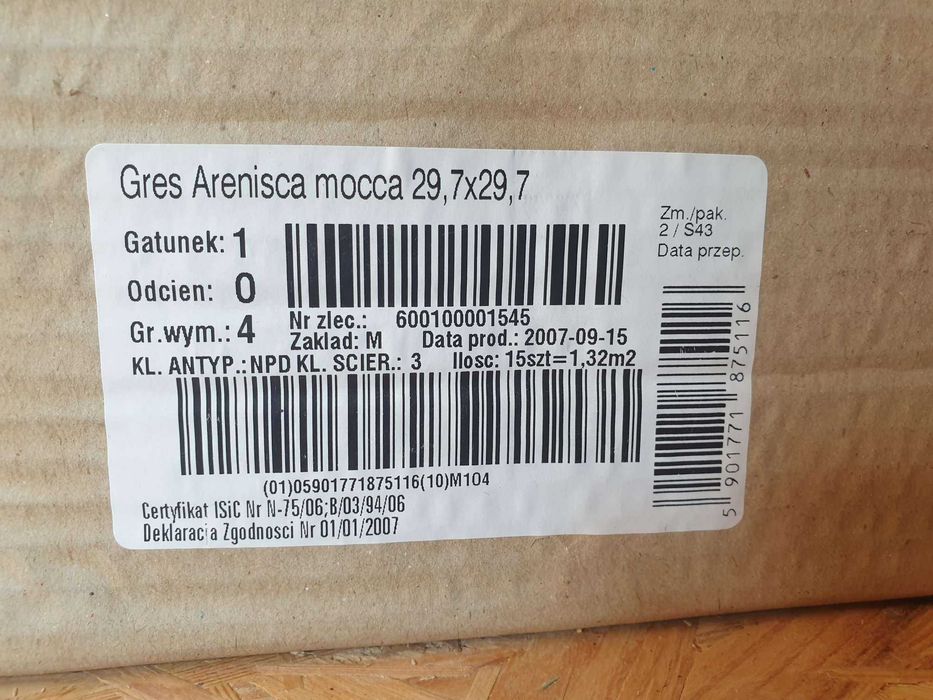 Gres Arenisca mocca 29,7x29,7
Gatunek: 1
Odcien: 0
Gr.wym.: 4
Nr zlec.: 600100001545
Zaklad: M Data prod.: 2007-09-15
KL. ANTYP.: NPD KL. SCIER.: 3 Ilosc: 15szt=1,32m2
(01)05901771875116(10)M104
Certyfikat ISiC Nr N-75/06;B/03/94/06
Deklaracja Zgodnosci Nr 01/01/2007
Zm./pak.
2 / S43
Data przep.
5 901771 875116